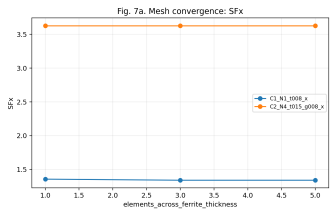 Fig. 7a. Mesh convergence: SFx
3.5
3.0
2.5
2.0
1.5
SFx
C1_N1_t008_x
C2_N4_t015_g008_x
1.0 1.5 2.0 2.5 3.0 3.5 4.0 4.5 5.0
elements_across_ferrite_thickness